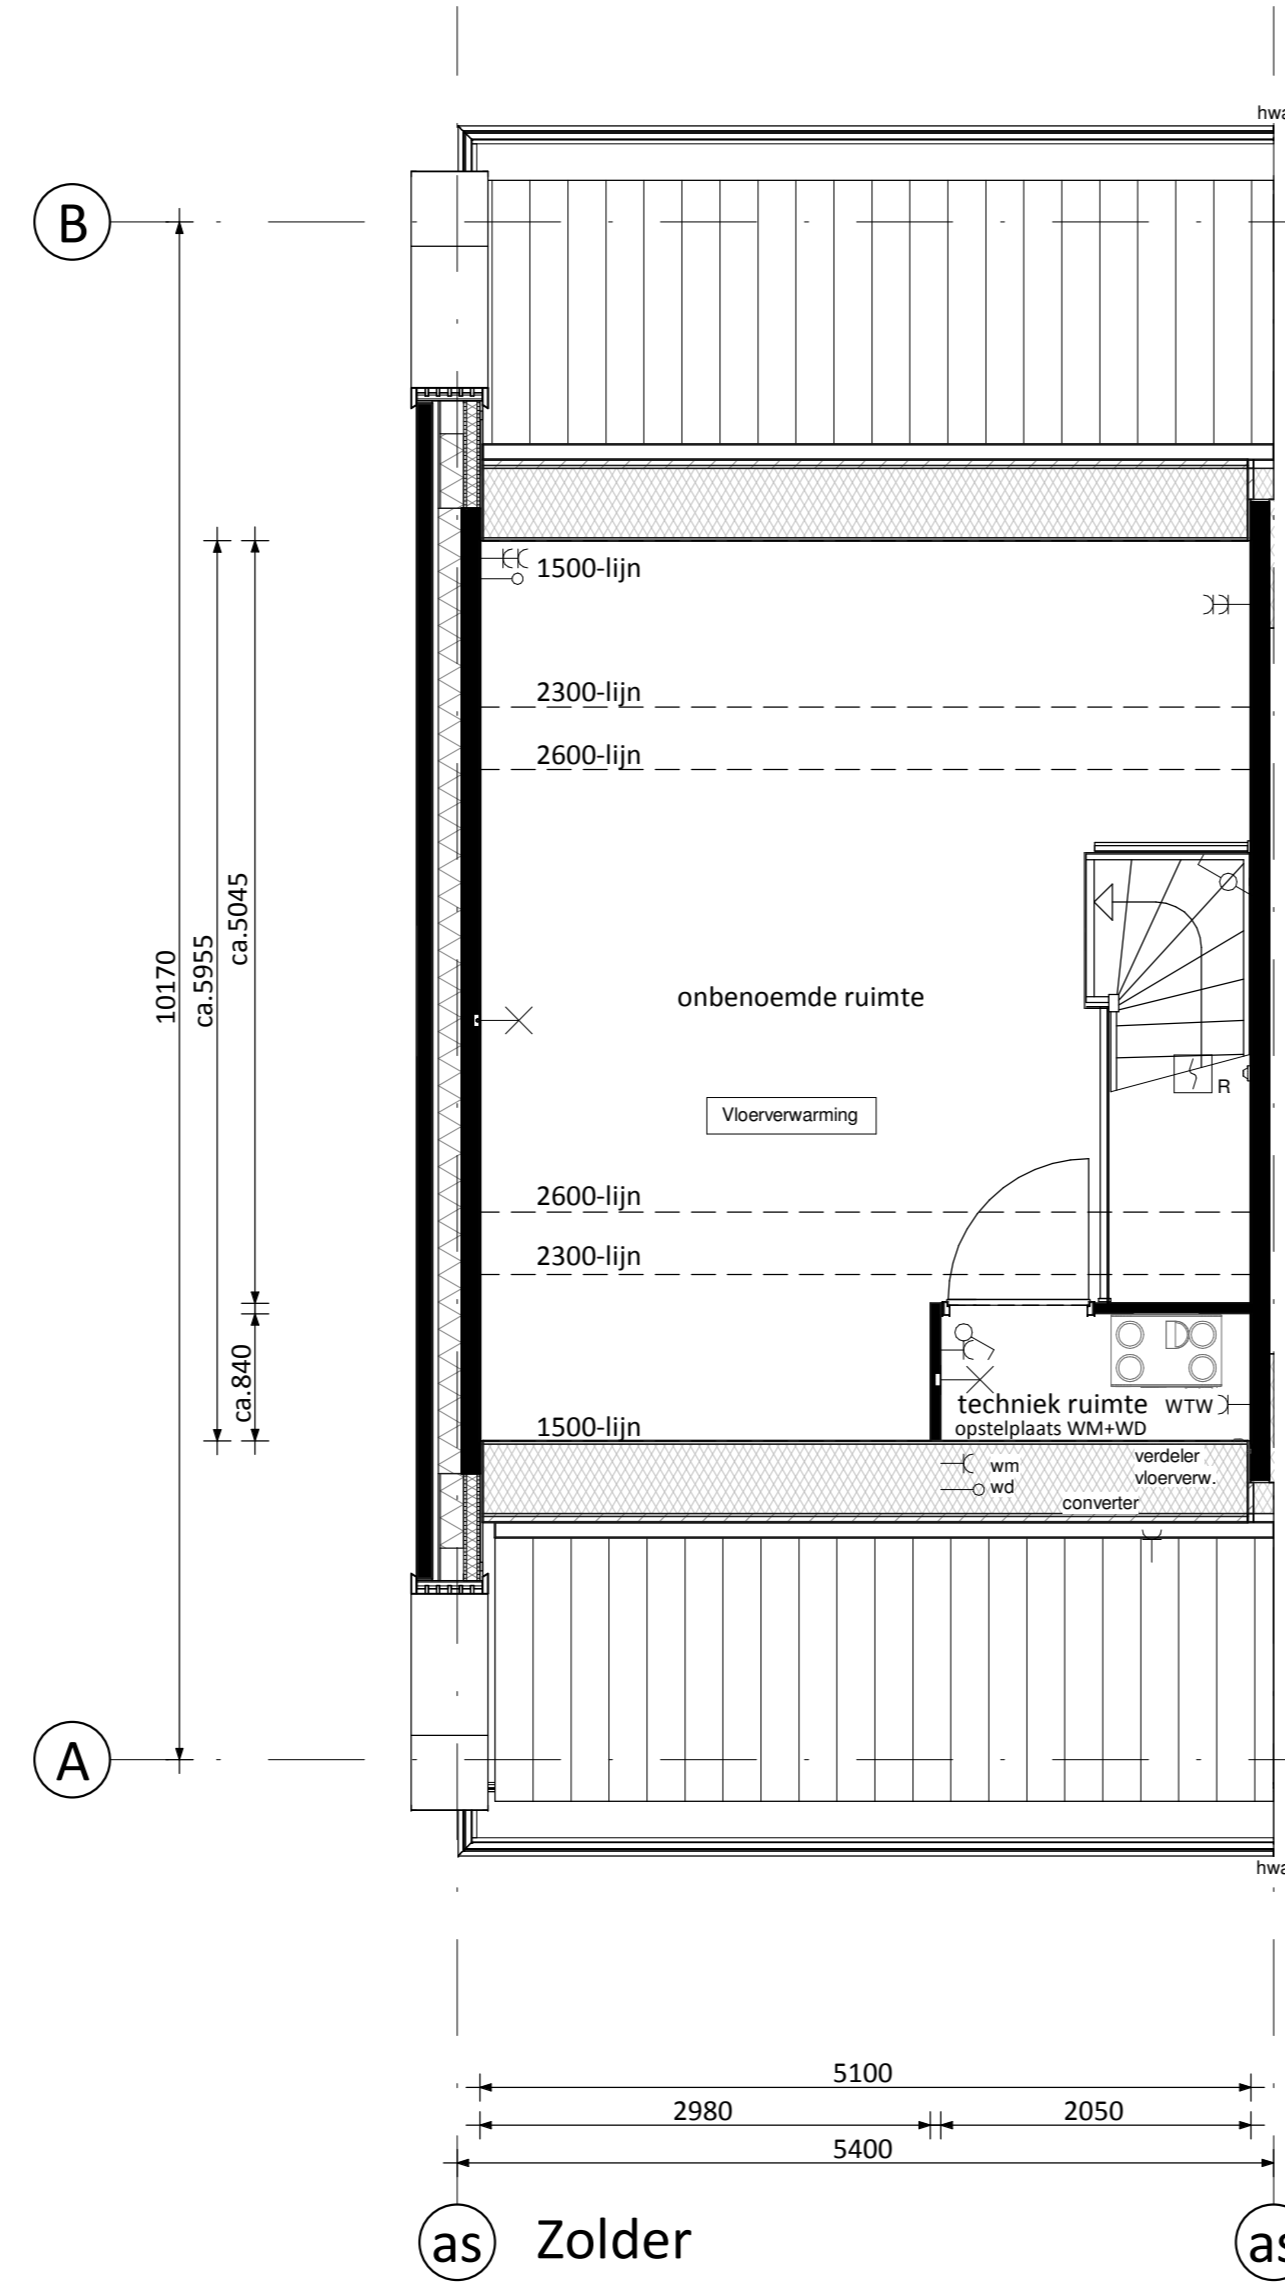 hwa
B
1500-lijn
2300-lijn
2600-lijn
10170
ca.5955
ca.5045
onbenoemde ruimte
R
Vloerverwarming
2600-lijn
2300-lijn
ca.840
techniek ruimte
WTW
opstelplaats WM+WD
1500-lijn
wm
wd
verdeler
vloerverw.
converter
A
hwa
5100
2980
2050
5400
as
Zolder
as